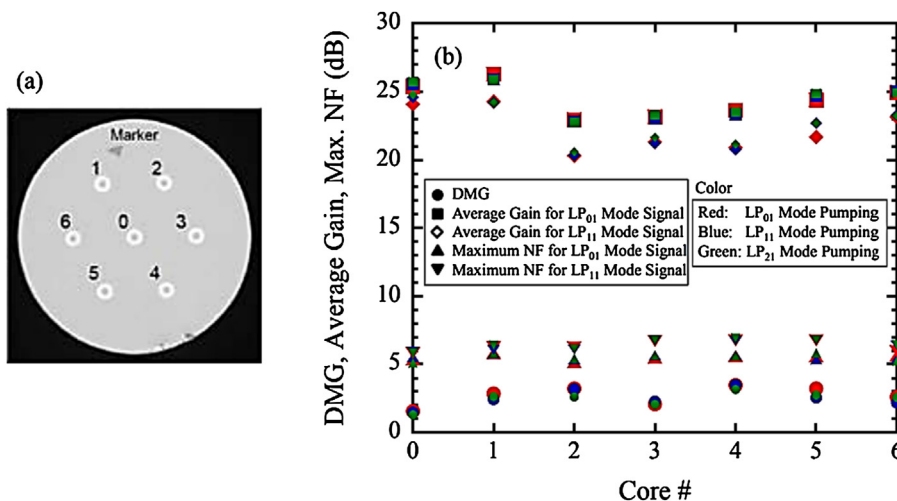 (a)
Marker
1
2
6
0
3
5
4
(b)
DMG, Average Gain, Max. NF (dB)
30
25
20
15
10
5
0
DMG
Average Gain for LP01 Mode Signal
Average Gain for LP11 Mode Signal
Maximum NF for LP01 Mode Signal
Maximum NF for LP11 Mode Signal
Color
Red: LP01 Mode Pumping
Blue: LP11 Mode Pumping
Green: LP21 Mode Pumping
0 1 2 3 4 5 6
Core #